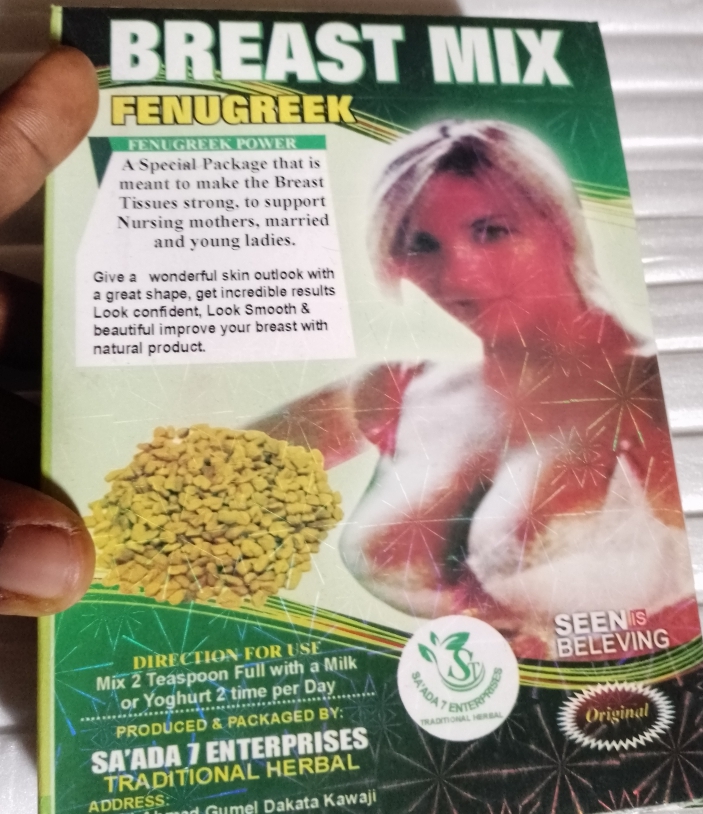 BREAST MIX
FENUGREEK
FENUGREEK POWER
A Special Package that is
meant to make the Breast
Tissues strong, to support
Nursing mothers, married
and young ladies.
Give a wonderful skin outlook with
a great shape, get incredible results
Look confident, Look Smooth &
beautiful improve your breast with
natural product.
SEEN IS
BELEVING
DIRECTION FOR USE
Mix 2 Teaspoon Full with a Milk
or Yoghurt 2 time per Day
PRODUCED & PACKAGED BY:
SA'ADA 7 ENTERPRISES
TRADITIONAL HERBAL
ADDRESS:
Ahmad Gumel Dakata Kawaji
ST
SA'ADA 7 ENTERPRISES
TRADITIONAL HERBAL
Original